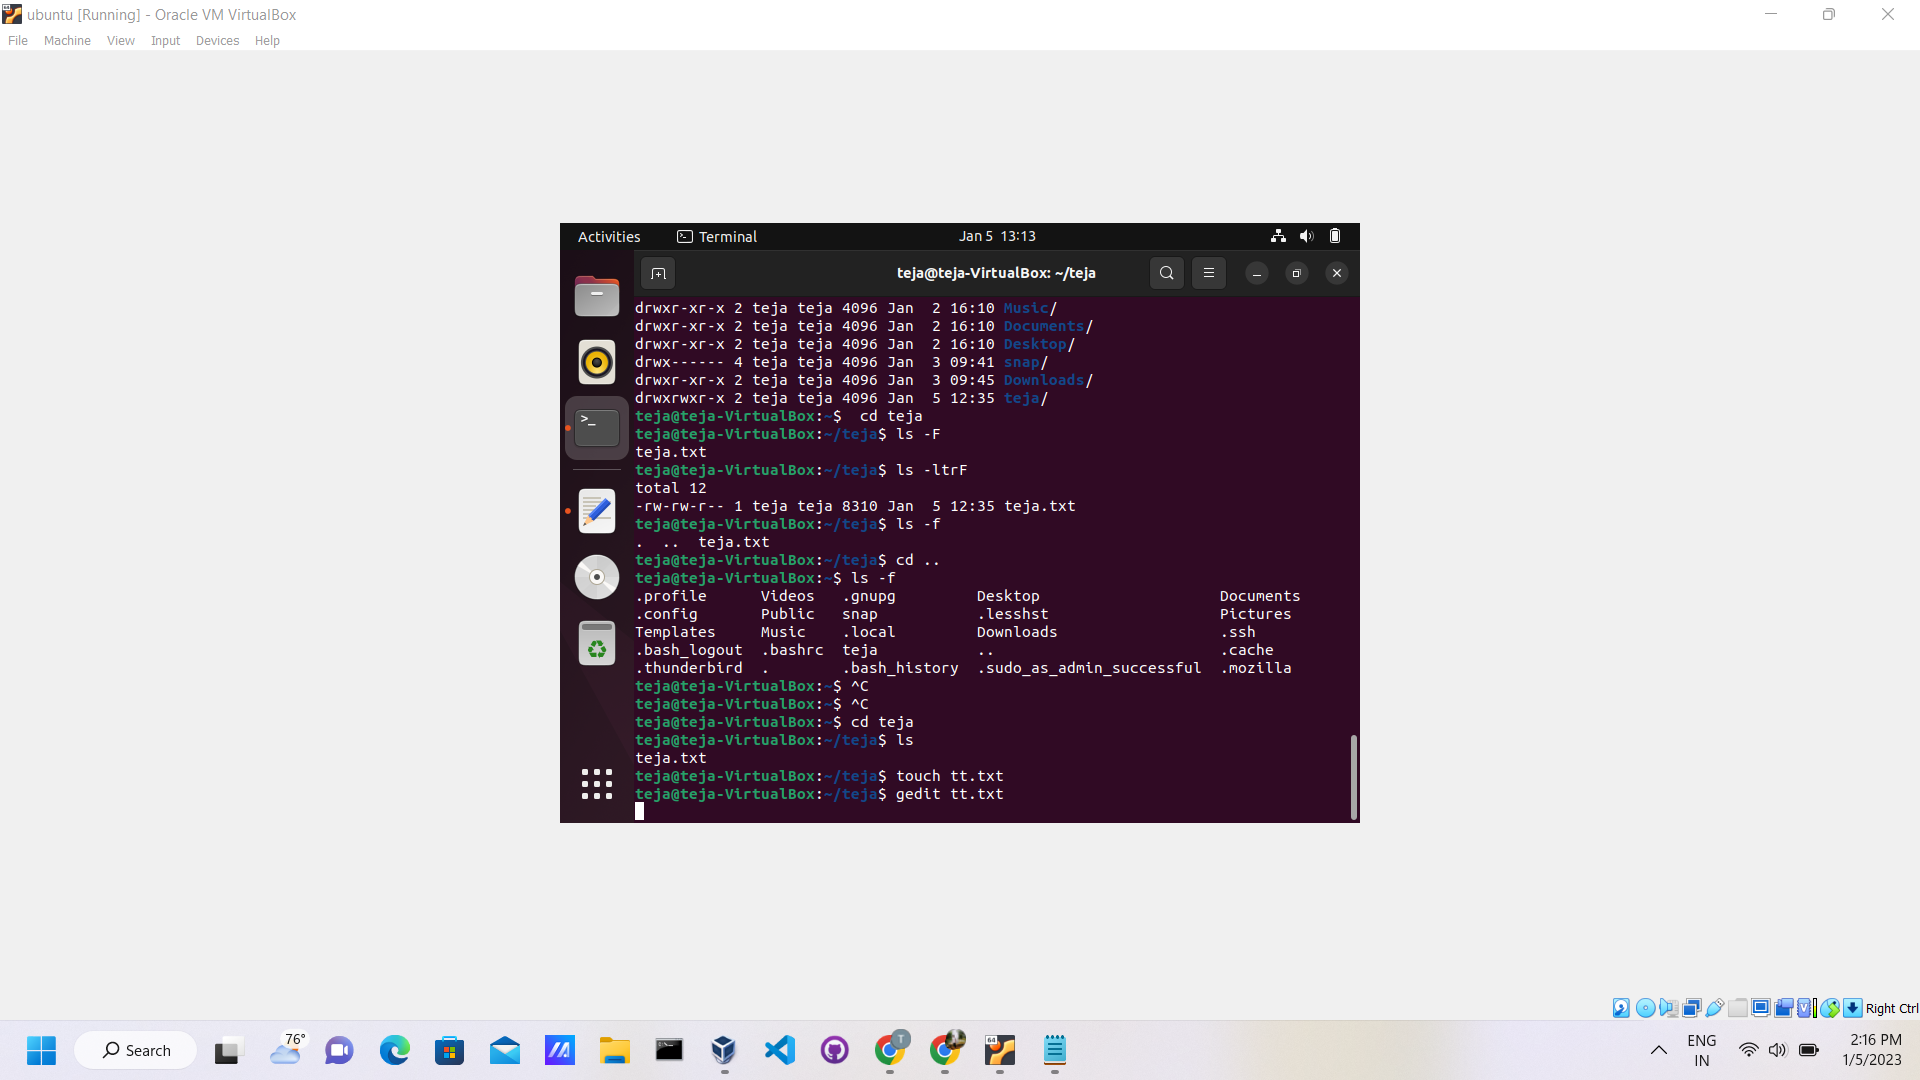 ubuntu [Running] - Oracle VM VirtualBox
File Machine View Input Devices Help
Activities Terminal Jan 5 13:13
teja@teja-VirtualBox: ~/teja
drwxr-xr-x 2 teja teja 4096 Jan  2 16:10 Music/
drwxr-xr-x 2 teja teja 4096 Jan  2 16:10 Documents/
drwxr-xr-x 2 teja teja 4096 Jan  2 16:10 Desktop/
drwx------ 4 teja teja 4096 Jan  3 09:41 snap/
drwxr-xr-x 2 teja teja 4096 Jan  3 09:45 Downloads/
drwxrwxr-x 2 teja teja 4096 Jan  5 12:35 teja/
teja@teja-VirtualBox:~$  cd teja
teja@teja-VirtualBox:~/teja$ ls -F
teja.txt
teja@teja-VirtualBox:~/teja$ ls -ltrF
total 12
-rw-rw-r-- 1 teja teja 8310 Jan  5 12:35 teja.txt
teja@teja-VirtualBox:~/teja$ ls -f
.  ..  teja.txt
teja@teja-VirtualBox:~/teja$ cd ..
teja@teja-VirtualBox:~$ ls -f
.profile      Videos   .gnupg         Desktop                    Documents
.config       Public   snap           .lesshst                   Pictures
Templates     Music    .local         Downloads                  .ssh
.bash_logout  .bashrc  teja           ..                         .cache
.thunderbird  .        .bash_history  .sudo_as_admin_successful  .mozilla
teja@teja-VirtualBox:~$ ^C
teja@teja-VirtualBox:~$ ^C
teja@teja-VirtualBox:~$ cd teja
teja@teja-VirtualBox:~/teja$ ls
teja.txt
teja@teja-VirtualBox:~/teja$ touch tt.txt
teja@teja-VirtualBox:~/teja$ gedit tt.txt
Right Ctrl
Search 76° T 64 ENG 2:16 PM
IN 1/5/2023